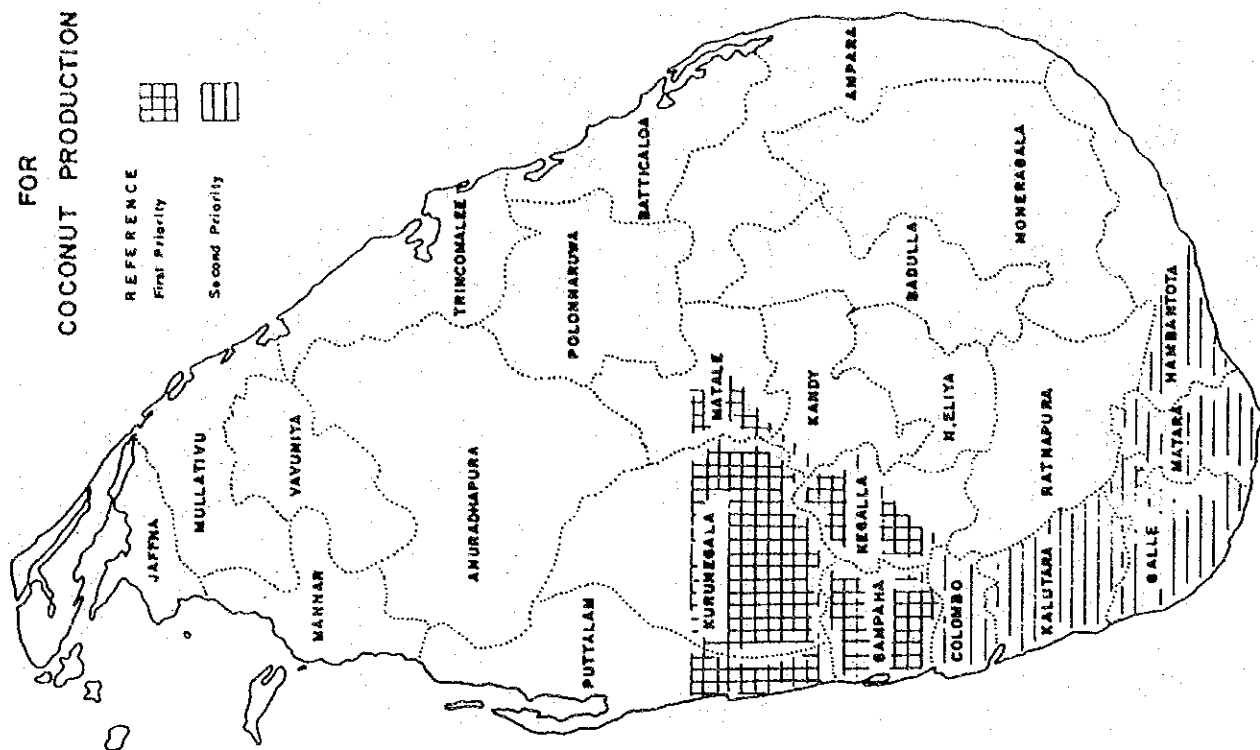 FOR
COCONUT PRODUCTION
REFERENCE
First Priority
Second Priority
JAFFNA
MULLATIVU
VAVUNIYA
MANNAR
ANURADHAPURA
TRINCOMALEE
POLONNARUWA
PUTTALAM
BATTICALOA
MATALE
KURUNEGALA
KANDY
AMPARA
KEGALLA
GAMPAHA
BADULLA
N.ELIYA
COLOMBO
MONERAGALA
RATNAPURA
KALUTARA
HAMBANTOTA
MATARA
GALLE